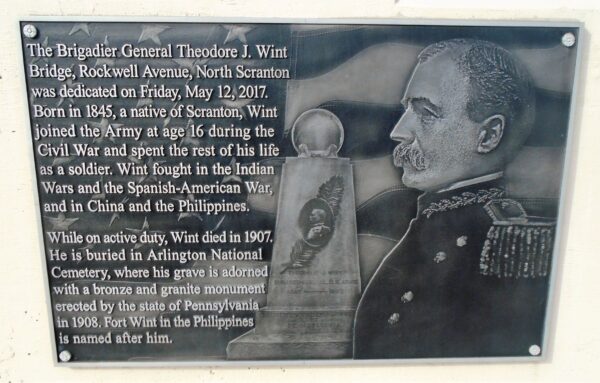 The Brigadier General Theodore J. Wint
Bridge, Rockwell Avenue, North Scranton
was dedicated on Friday, May 12, 2017.
Born in 1845, a native of Scranton, Wint
joined the Army at age 16 during the
Civil War and spent the rest of his life
as a soldier. Wint fought in the Indian
Wars and the Spanish-American War,
and in China and the Philippines.
While on active duty, Wint died in 1907.
He is buried in Arlington National
Cemetery, where his grave is adorned
with a bronze and granite monument
erected by the state of Pennsylvania
in 1908. Fort Wint in the Philippines
is named after him.